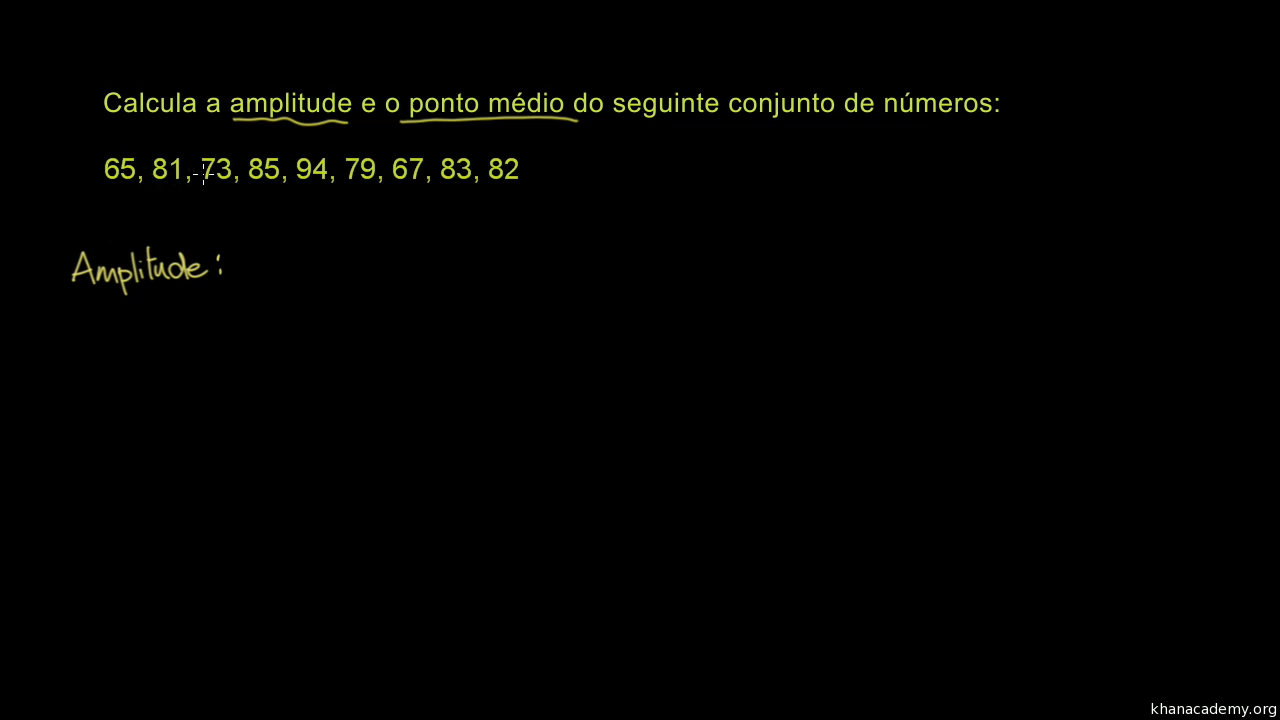 Calcula a amplitude e o ponto médio do seguinte conjunto de números:
65, 81, 73, 85, 94, 79, 67, 83, 82
Amplitude:
khanacademy.org